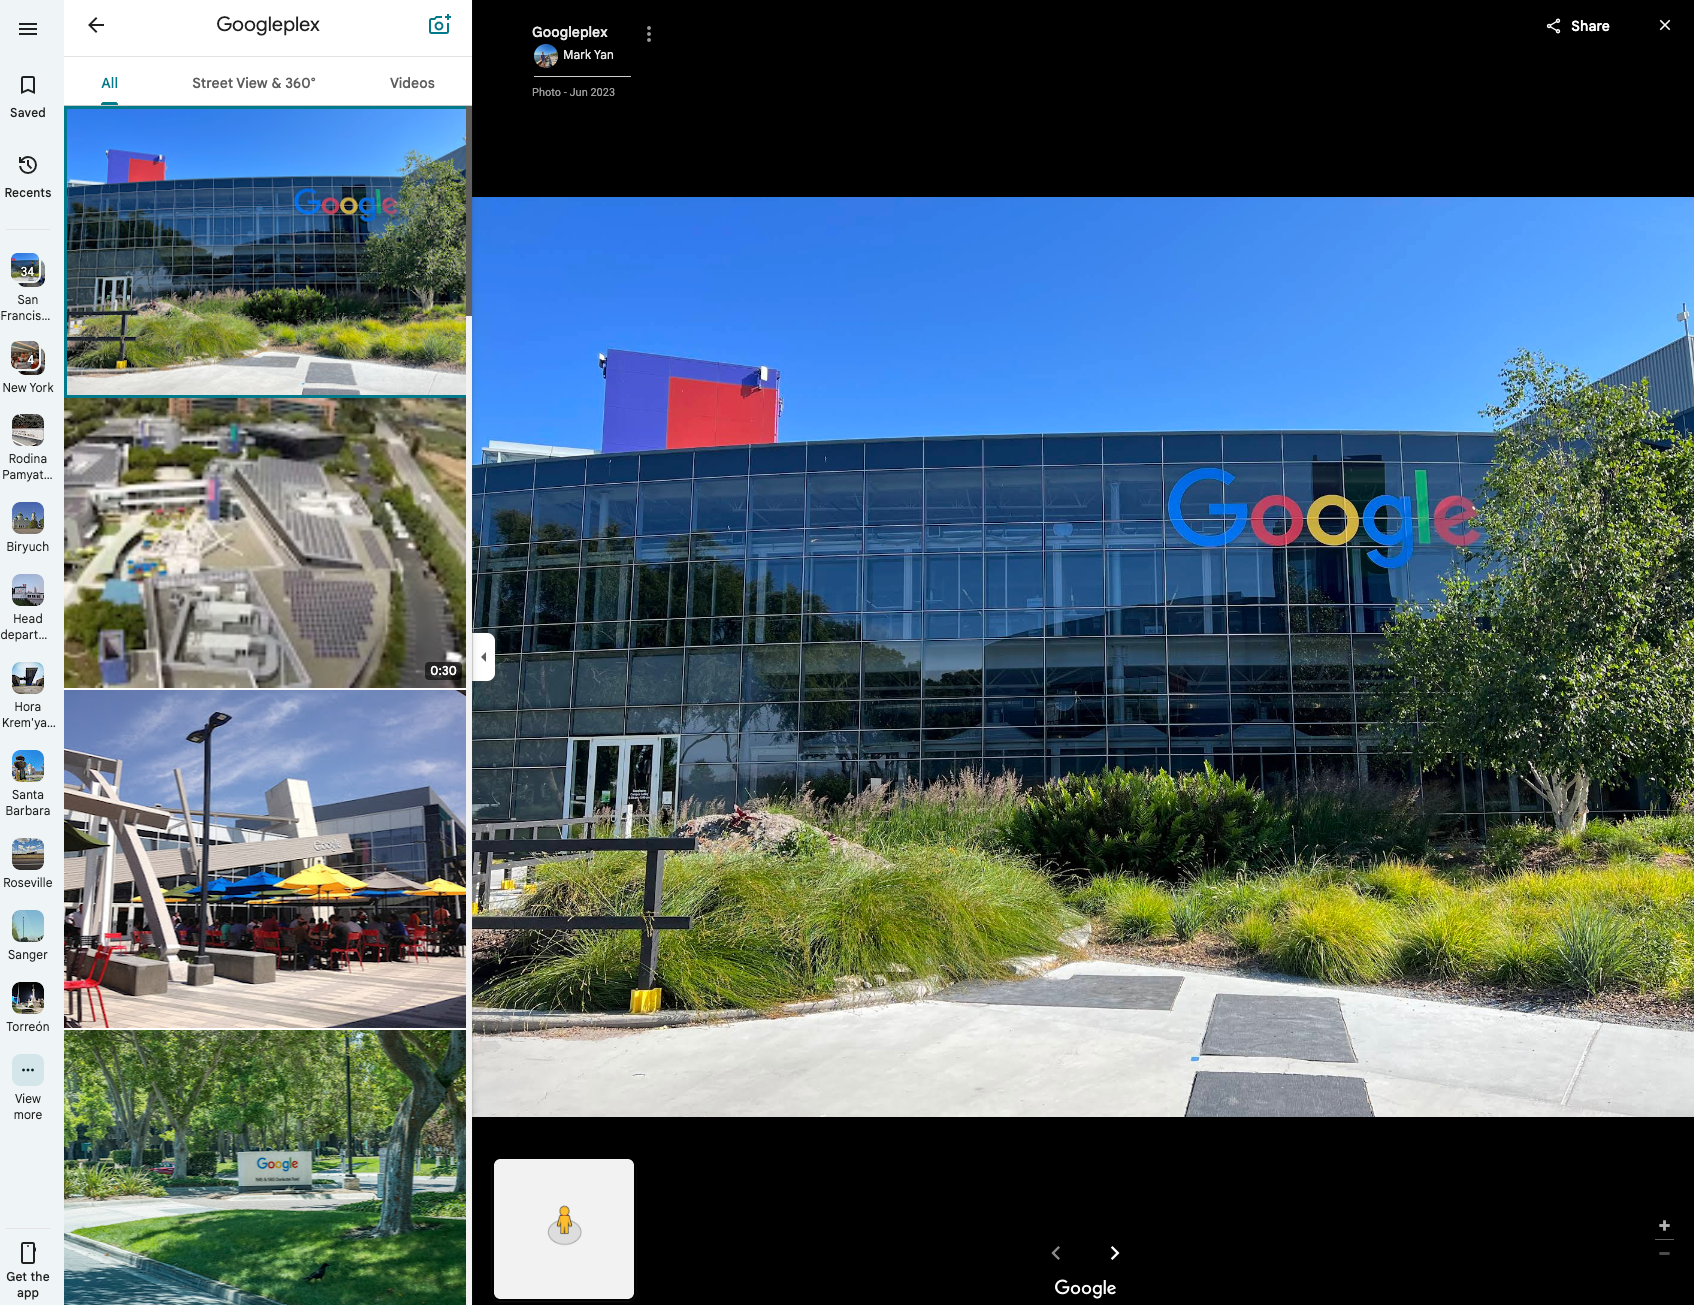 Googleplex
All
Street View & 360°
Videos
Saved
Recents
34
San
Francis...
4
New York
Rodina
Pamyat...
Biryuch
Head
depart...
Hora
Krem'ya...
Santa
Barbara
Roseville
Sanger
Torreón
View
more
Get the
app
Google
0:30
Google
Google
Googleplex
Mark Yan
Photo - Jun 2023
Share
Google
Google